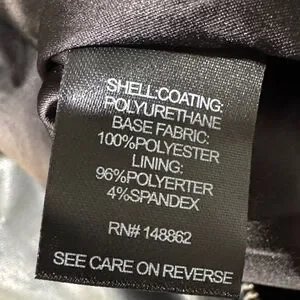 SHELL:COATING:
POLYURETHANE
BASE FABRIC:
100%POLYESTER
LINING:
96%POLYERTER
4%SPANDEX
RN# 148862
SEE CARE ON REVERSE